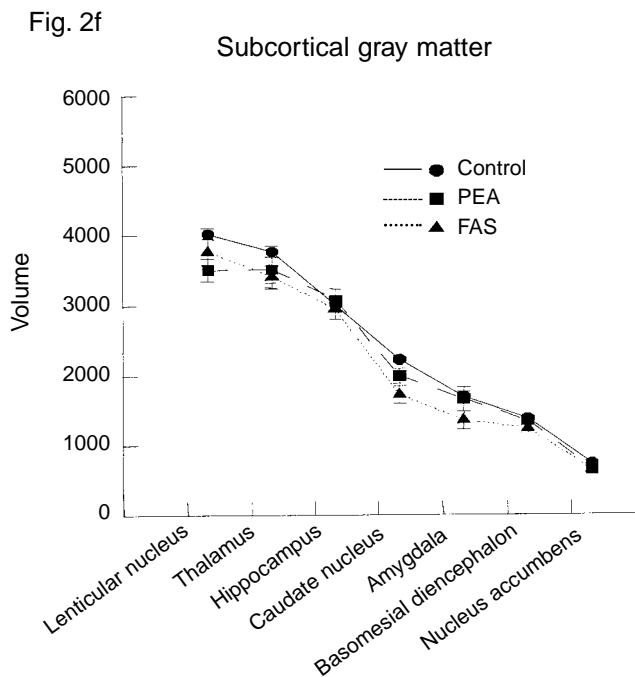 Fig. 2f
Subcortical gray matter
6000
5000
4000
3000
2000
1000
0
Volume
Control
PEA
FAS
Lenticular nucleus
Thalamus
Hippocampus
Caudate nucleus
Amygdala
Basomesial diencephalon
Nucleus accumbens